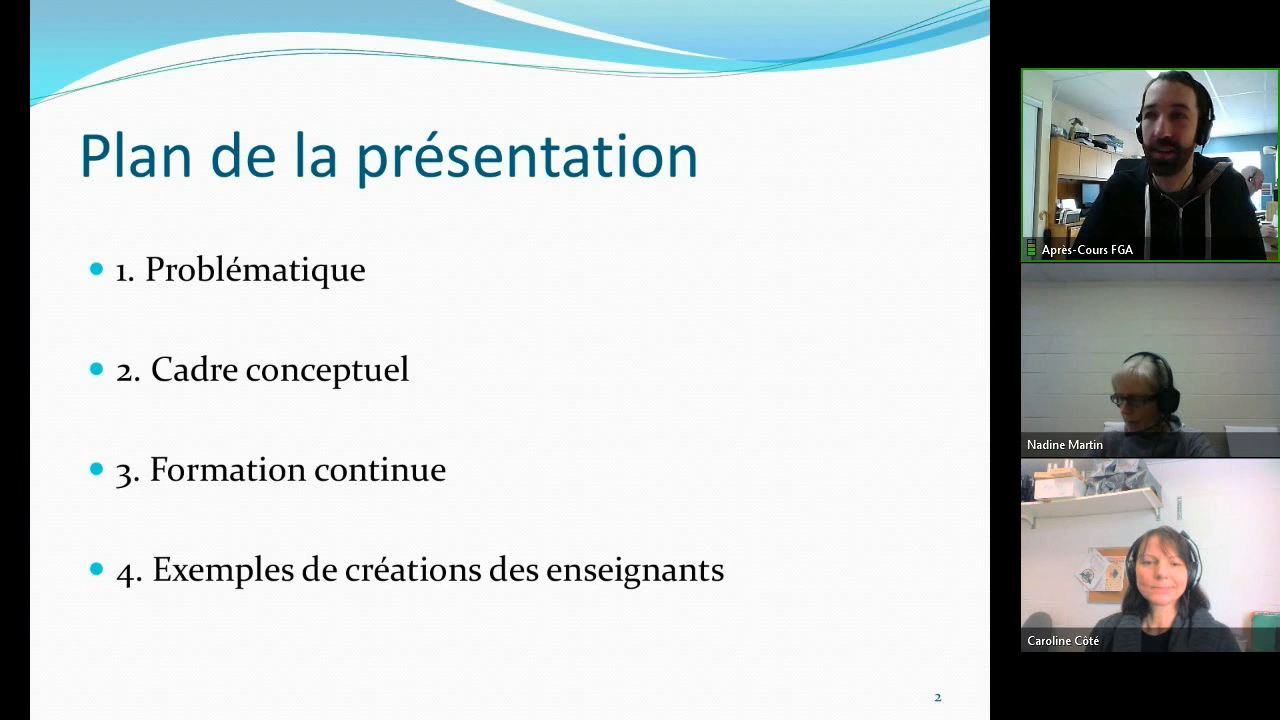 Plan de la présentation
1. Problématique
2. Cadre conceptuel
3. Formation continue
4. Exemples de créations des enseignants
2
Après-Cours FGA
Nadine Martin
Caroline Côté